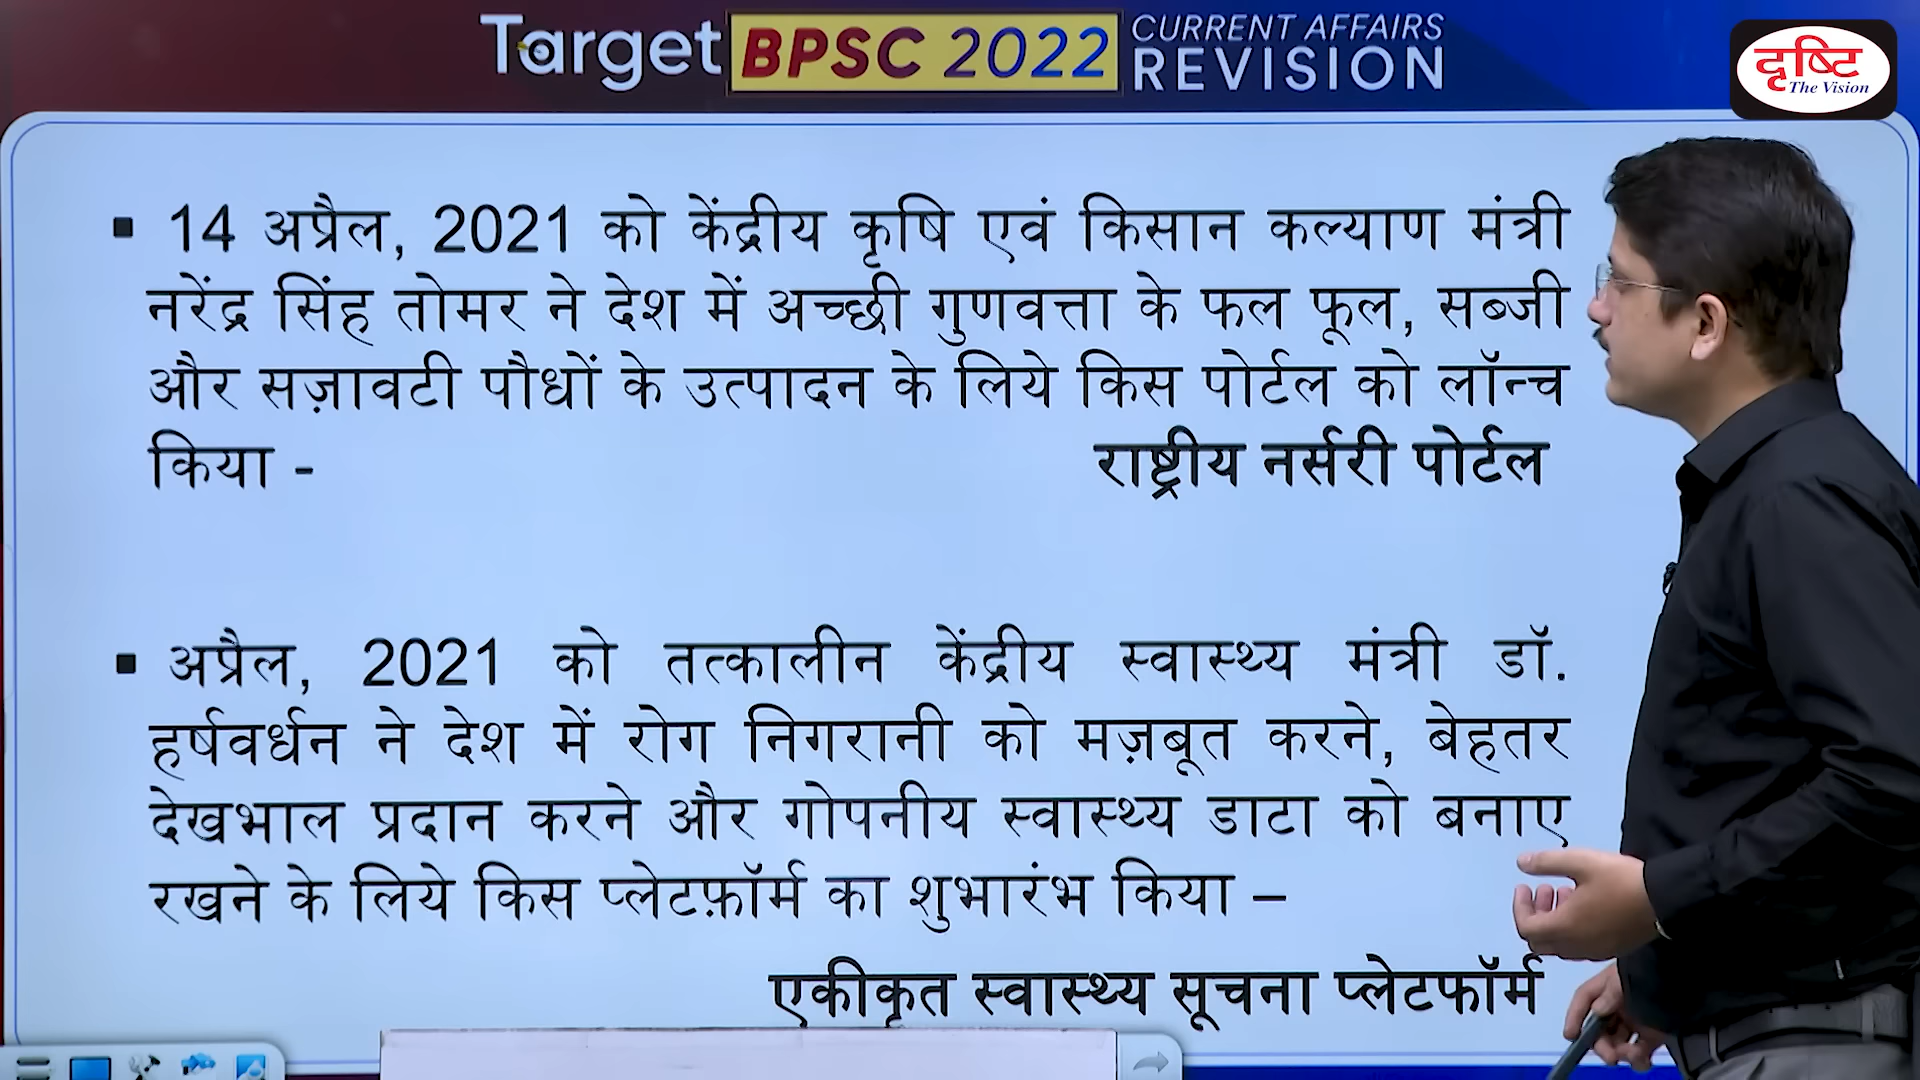 Target BPSC 2022 CURRENT AFFAIRS
REVISION
दृष्टि
The Vision
▪ 14 अप्रैल, 2021 को केंद्रीय कृषि एवं किसान कल्याण मंत्री
नरेंद्र सिंह तोमर ने देश में अच्छी गुणवत्ता के फल फूल, सब्जी
और सज़ावटी पौधों के उत्पादन के लिये किस पोर्टल को लॉन्च
किया - राष्ट्रीय नर्सरी पोर्टल
▪ अप्रैल, 2021 को तत्कालीन केंद्रीय स्वास्थ्य मंत्री डॉ.
हर्षवर्धन ने देश में रोग निगरानी को मज़बूत करने, बेहतर
देखभाल प्रदान करने और गोपनीय स्वास्थ्य डाटा को बनाए
रखने के लिये किस प्लेटफ़ॉर्म का शुभारंभ किया –
एकीकृत स्वास्थ्य सूचना प्लेटफॉर्म